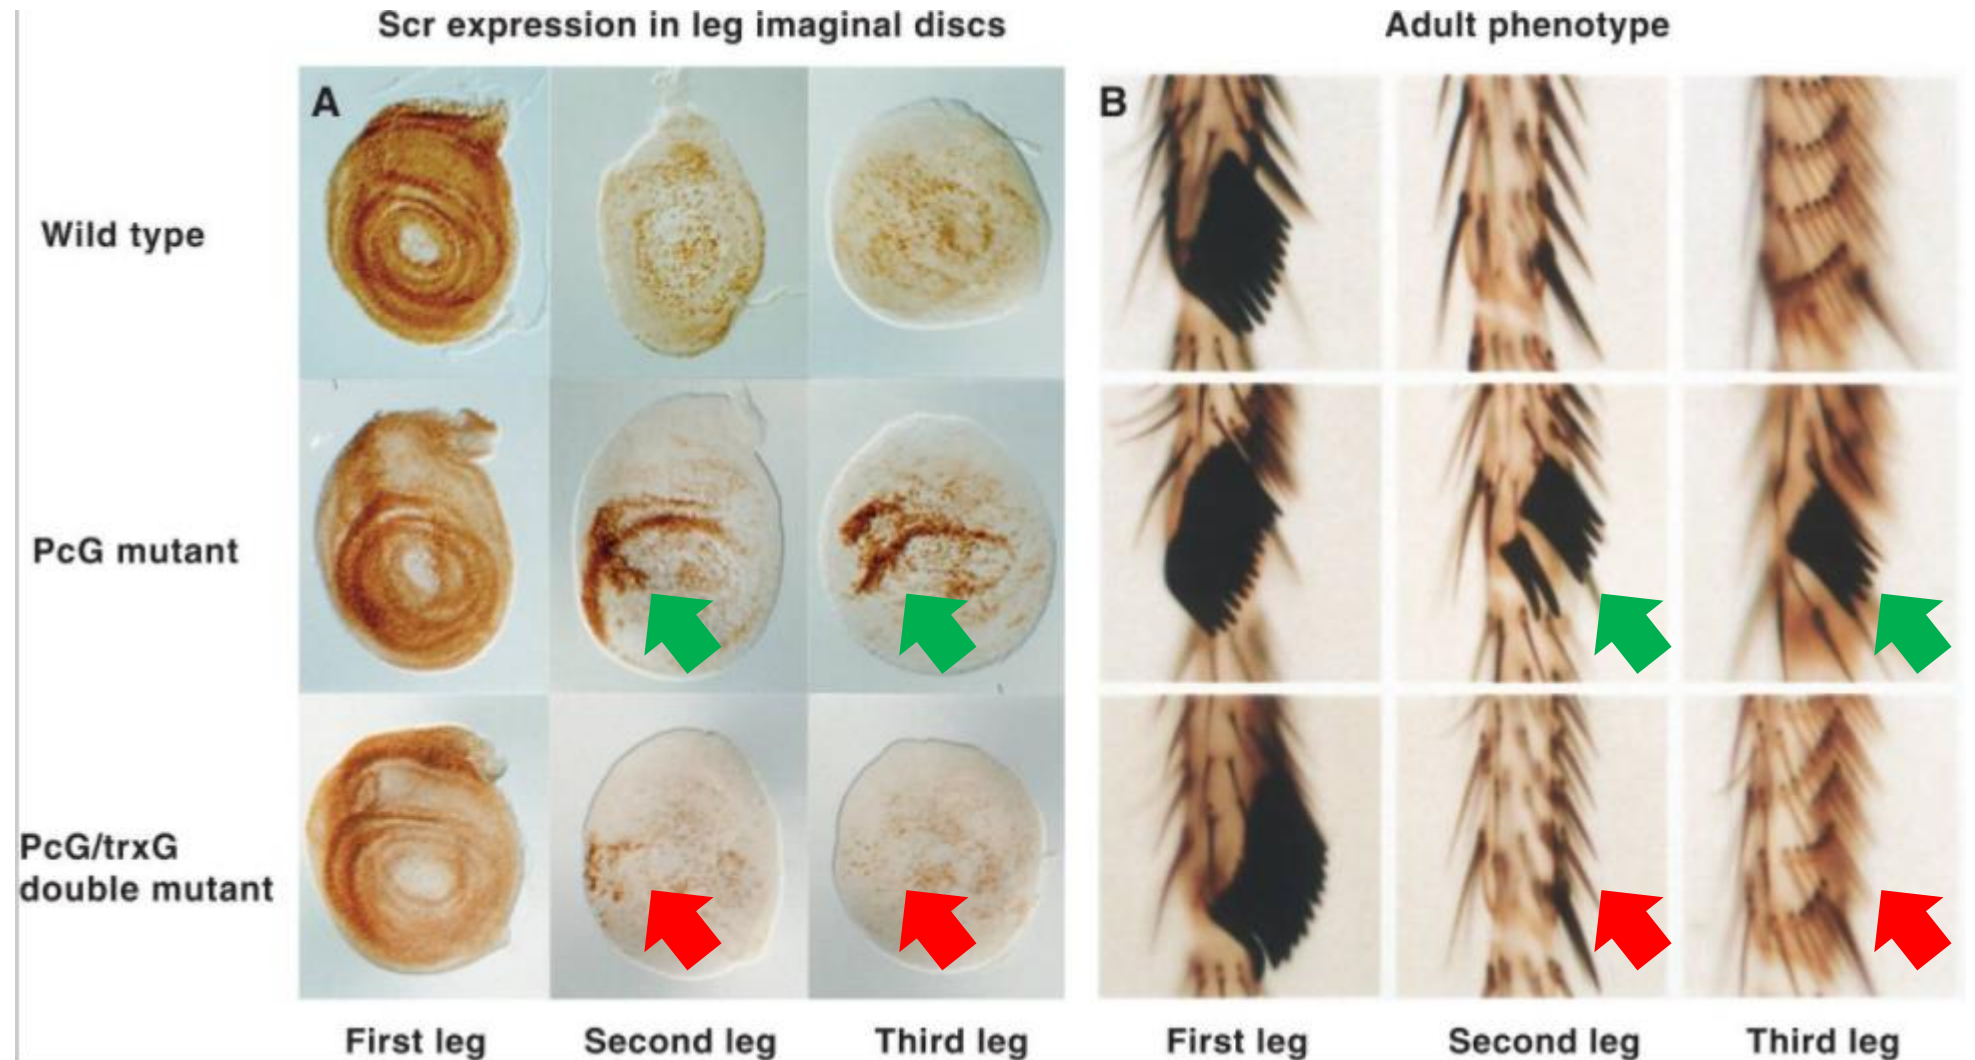 Scr expression in leg imaginal discs
Adult phenotype
A
B
Wild type
PcG mutant
PcG/trxG
double mutant
First leg
Second leg
Third leg
First leg
Second leg
Third leg